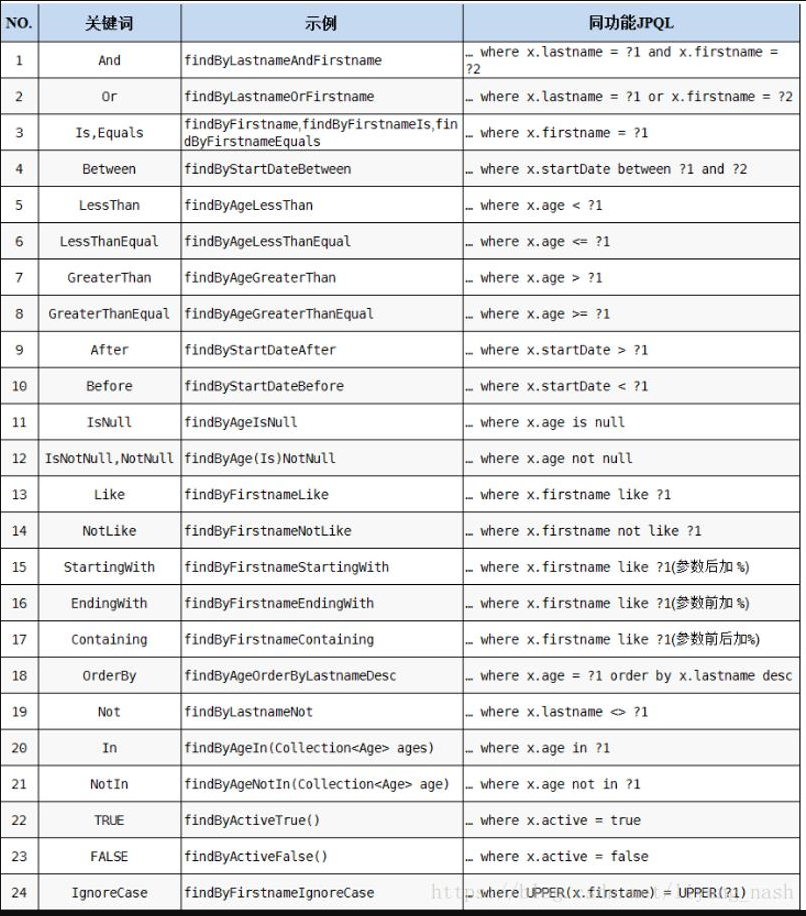 NO. 关键词 示例 同功能JPQL
1 And findByLastnameAndFirstname … where x.lastname = ?1 and x.firstname =
?2
2 Or findByLastnameOrFirstname … where x.lastname = ?1 or x.firstname = ?2
3 Is,Equals findByFirstname,findByFirstnameIs,fin
dByFirstnameEquals … where x.firstname = ?1
4 Between findByStartDateBetween … where x.startDate between ?1 and ?2
5 LessThan findByAgeLessThan … where x.age < ?1
6 LessThanEqual findByAgeLessThanEqual … where x.age <= ?1
7 GreaterThan findByAgeGreaterThan … where x.age > ?1
8 GreaterThanEqual findByAgeGreaterThanEqual … where x.age >= ?1
9 After findByStartDateAfter … where x.startDate > ?1
10 Before findByStartDateBefore … where x.startDate < ?1
11 IsNull findByAgeIsNull … where x.age is null
12 IsNotNull,NotNull findByAge(Is)NotNull … where x.age not null
13 Like findByFirstnameLike … where x.firstname like ?1
14 NotLike findByFirstnameNotLike … where x.firstname not like ?1
15 StartingWith findByFirstnameStartingWith … where x.firstname like ?1(参数后加 %)
16 EndingWith findByFirstnameEndingWith … where x.firstname like ?1(参数前加 %)
17 Containing findByFirstnameContaining … where x.firstname like ?1(参数前后加%)
18 OrderBy findByAgeOrderByLastnameDesc … where x.age = ?1 order by x.lastname desc
19 Not findByLastnameNot … where x.lastname <> ?1
20 In findByAgeIn(Collection<Age> ages) … where x.age in ?1
21 NotIn findByAgeNotIn(Collection<Age> age) … where x.age not in ?1
22 TRUE findByActiveTrue() … where x.active = true
23 FALSE findByActiveFalse() … where x.active = false
24 IgnoreCase findByFirstnameIgnoreCase … where UPPER(x.firstame) = UPPER(?1)